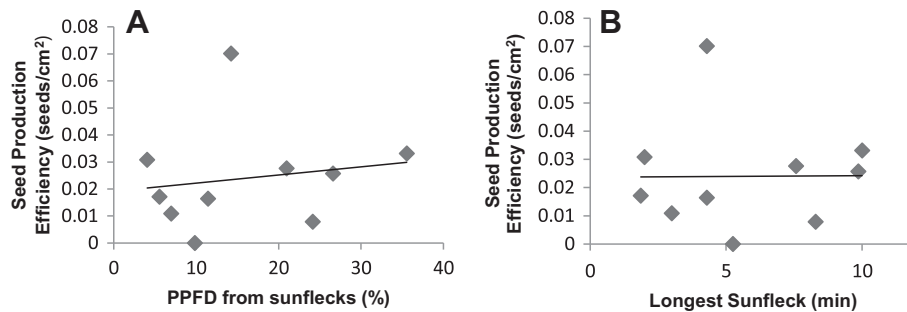 A
Seed Production
Efficiency (seeds/cm²)
0.08
0.07
0.06
0.05
0.04
0.03
0.02
0.01
0
0 10 20 30 40
PPFD from sunflecks (%)
B
Seed Production
Efficiency (seeds/cm²)
0.08
0.07
0.06
0.05
0.04
0.03
0.02
0.01
0
0 5 10
Longest Sunfleck (min)